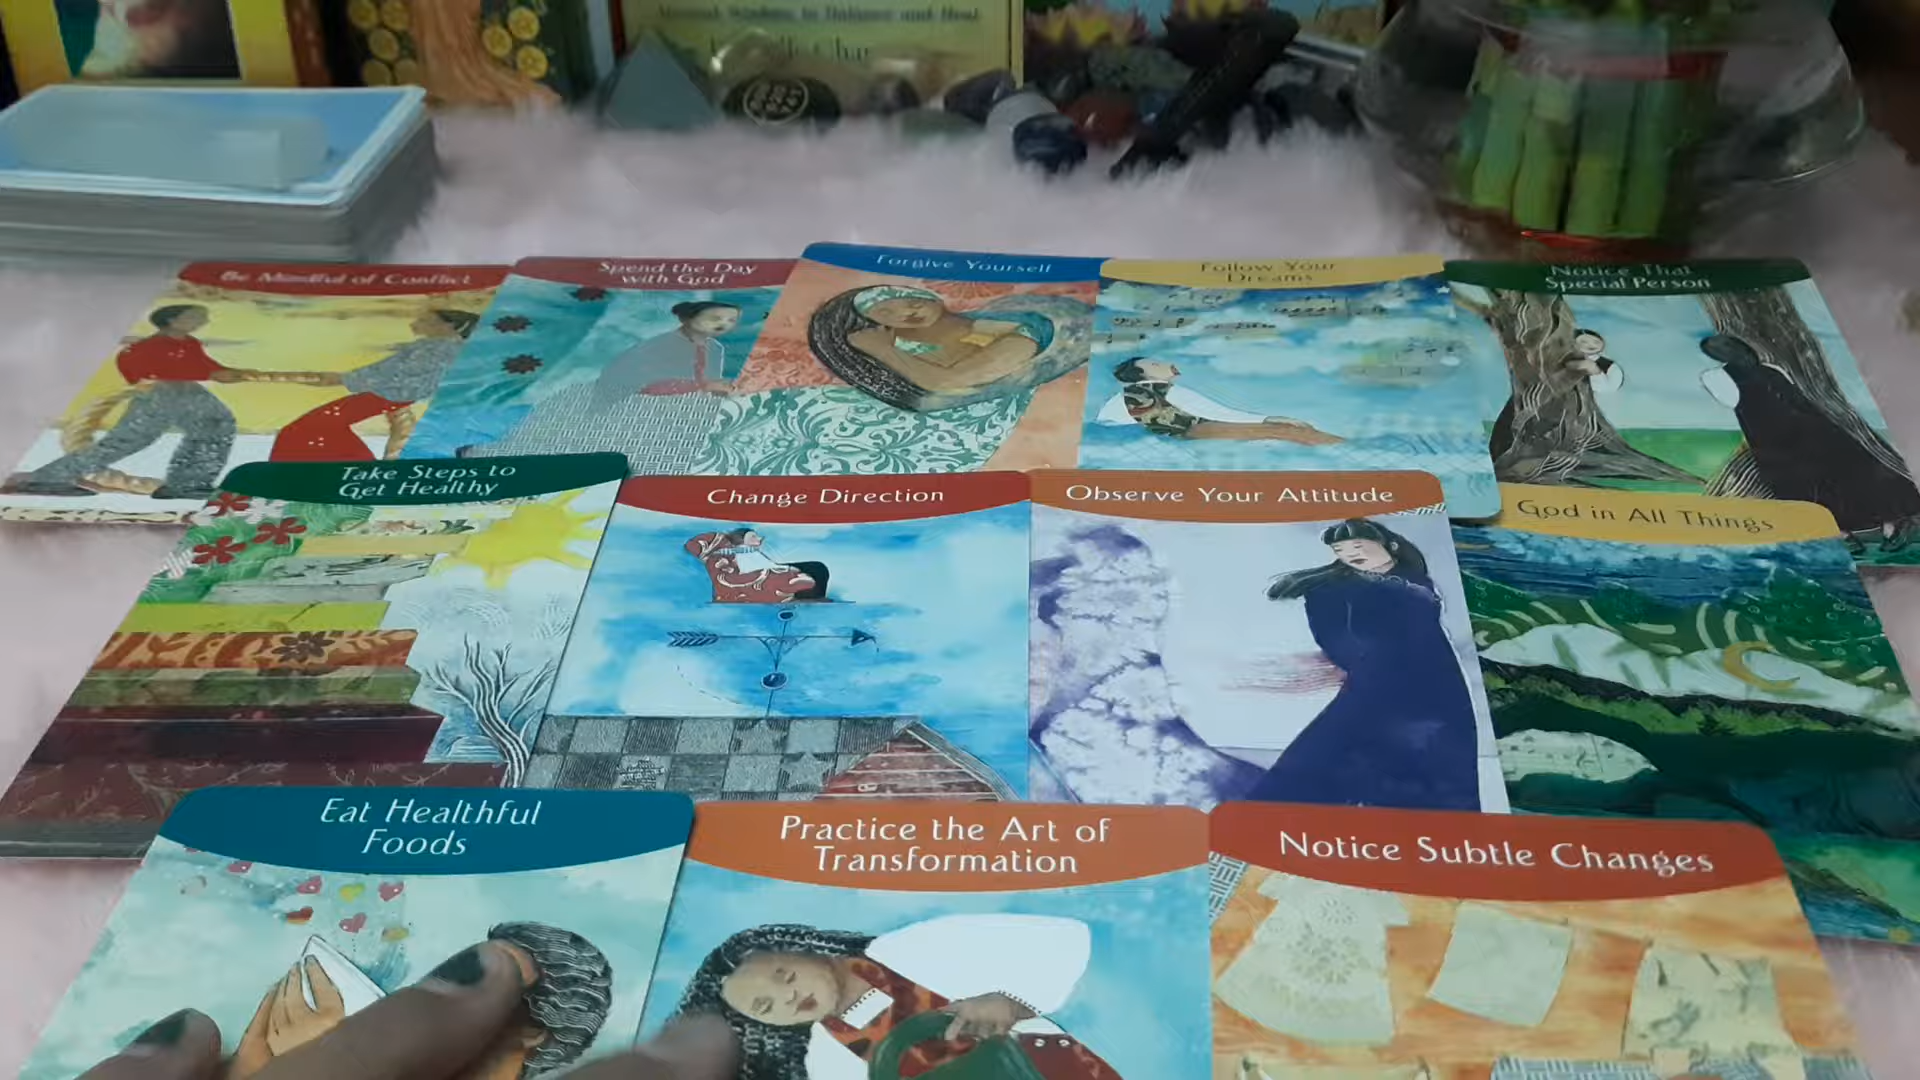 Be Mindful of Conflict
Spend the Day
with God
Forgive Yourself
Follow Your
Dreams
Notice That
Special Person
Take Steps to
Get Healthy
Change Direction
Observe Your Attitude
God in All Things
Eat Healthful
Foods
Practice the Art of
Transformation
Notice Subtle Changes